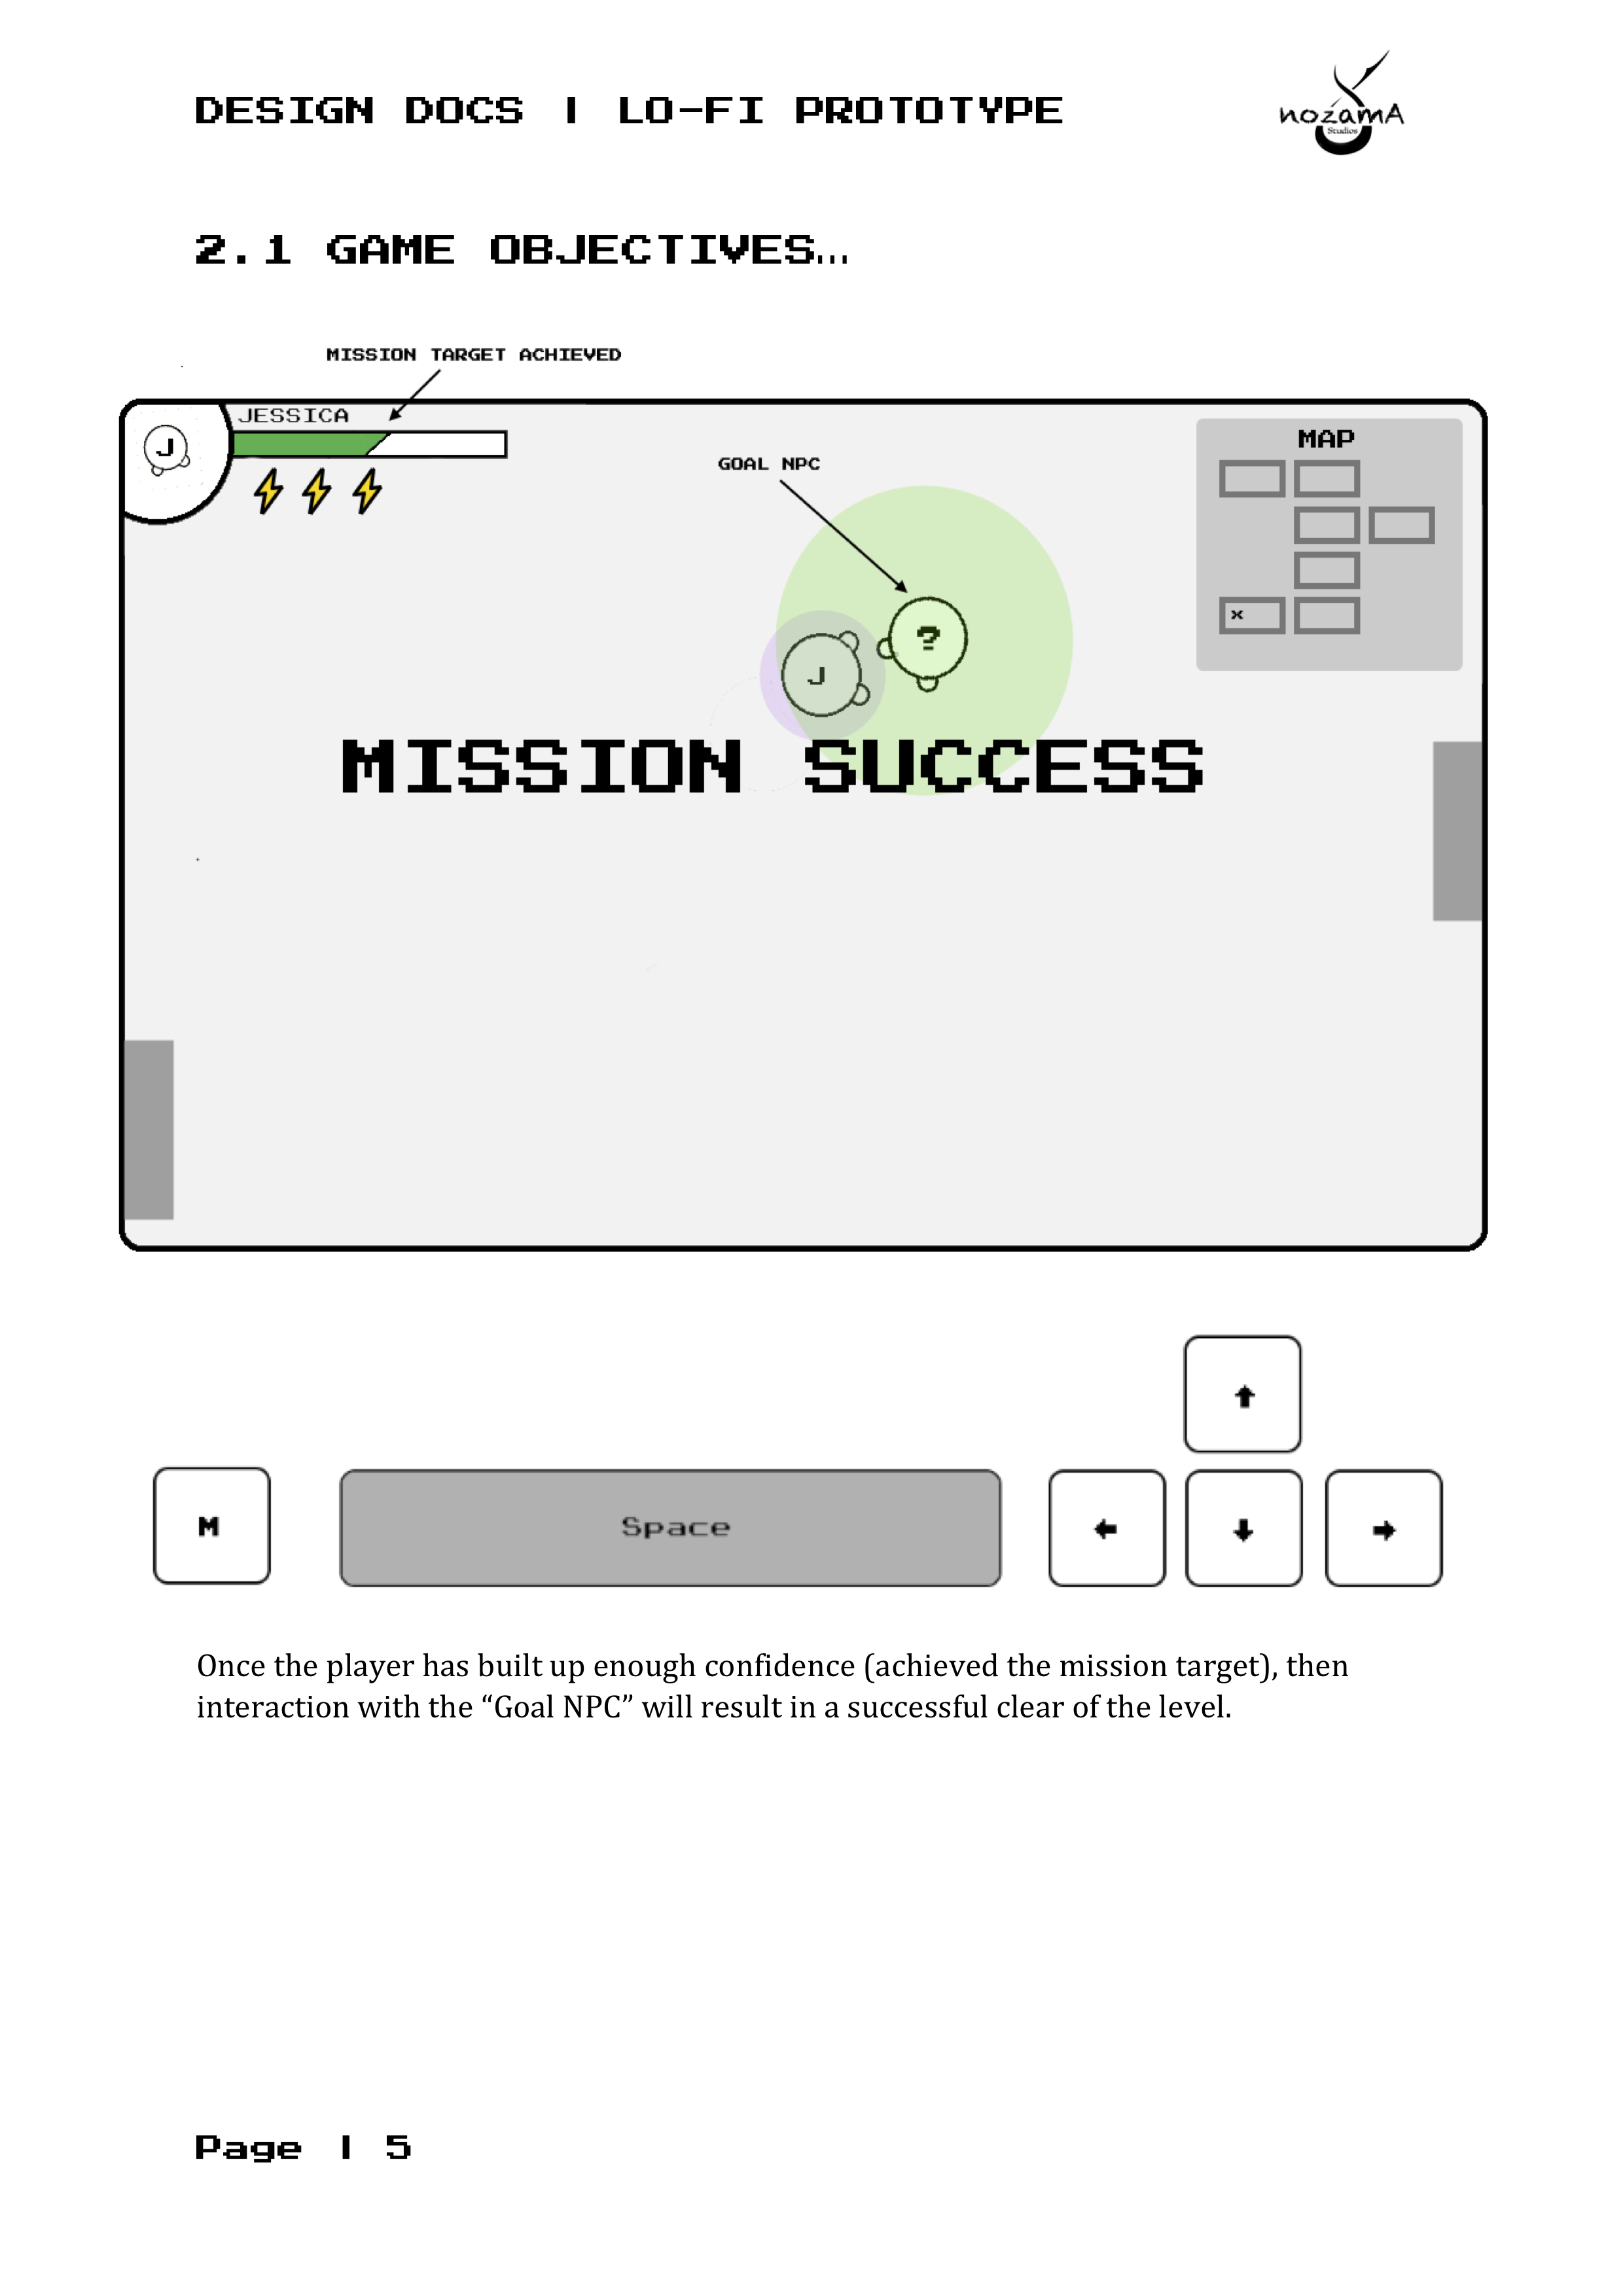 DESIGN DOCS | LO-FI PROTOTYPE
nozamA
Studios
2.1 GAME OBJECTIVES...
MISSION TARGET ACHIEVED
JESSICA
J
MAP
GOAL NPC
?
J
x
MISSION SUCCESS
↑
M
Space
← ↓ →
Once the player has built up enough confidence (achieved the mission target), then
interaction with the “Goal NPC” will result in a successful clear of the level.
Page | 5